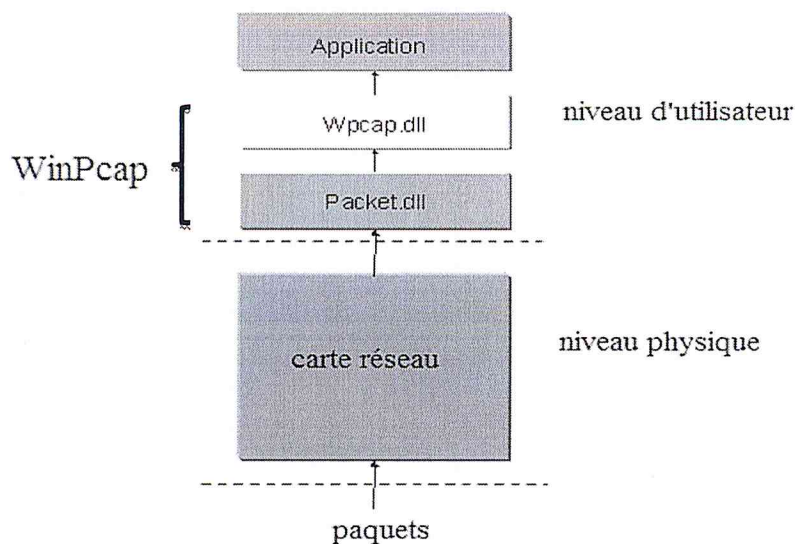 Application
Wpcap.dll
niveau d'utilisateur
WinPcap
Packet.dll
carte réseau
niveau physique
paquets